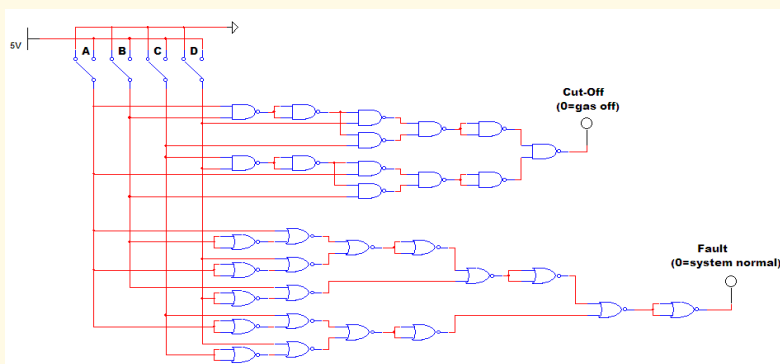 5V
A B C D
Cut-Off
(0=gas off)
Fault
(0=system normal)